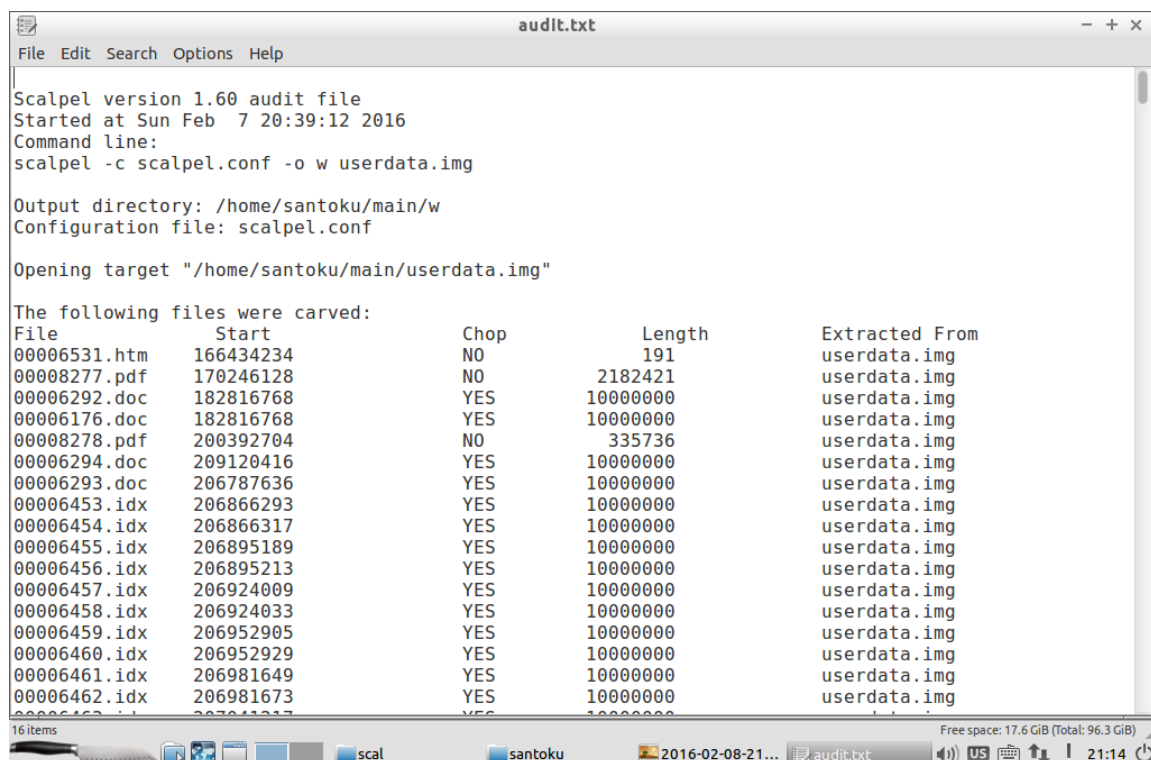 audit.txt
File Edit Search Options Help
Scalpel version 1.60 audit file
Started at Sun Feb  7 20:39:12 2016
Command line:
scalpel -c scalpel.conf -o w userdata.img
Output directory: /home/santoku/main/w
Configuration file: scalpel.conf
Opening target "/home/santoku/main/userdata.img"
The following files were carved:
File Start Chop Length Extracted From
00006531.htm 166434234 NO 191 userdata.img
00008277.pdf 170246128 NO 2182421 userdata.img
00006292.doc 182816768 YES 10000000 userdata.img
00006176.doc 182816768 YES 10000000 userdata.img
00008278.pdf 200392704 NO 335736 userdata.img
00006294.doc 209120416 YES 10000000 userdata.img
00006293.doc 206787636 YES 10000000 userdata.img
00006453.idx 206866293 YES 10000000 userdata.img
00006454.idx 206866317 YES 10000000 userdata.img
00006455.idx 206895189 YES 10000000 userdata.img
00006456.idx 206895213 YES 10000000 userdata.img
00006457.idx 206924009 YES 10000000 userdata.img
00006458.idx 206924033 YES 10000000 userdata.img
00006459.idx 206952905 YES 10000000 userdata.img
00006460.idx 206952929 YES 10000000 userdata.img
00006461.idx 206981649 YES 10000000 userdata.img
00006462.idx 206981673 YES 10000000 userdata.img
16 items Free space: 17.6 GiB (Total: 96.3 GiB)
scal santoku 2016-02-08-21... audit.txt US 21:14